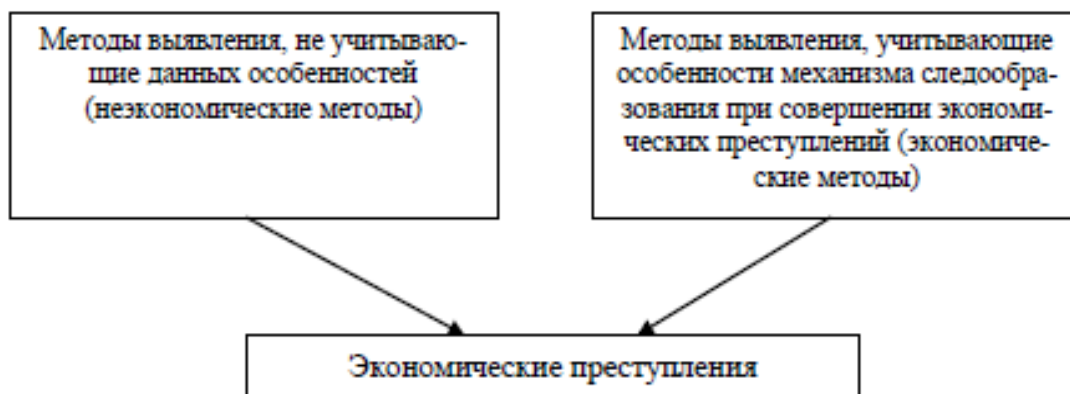 Методы выявления, не учитываю-
щие данных особенностей
(неэкономические методы)
Методы выявления, учитывающие
особенности механизма следообра-
зования при совершении экономи-
ческих преступлений (экономиче-
ские методы)
Экономические преступления